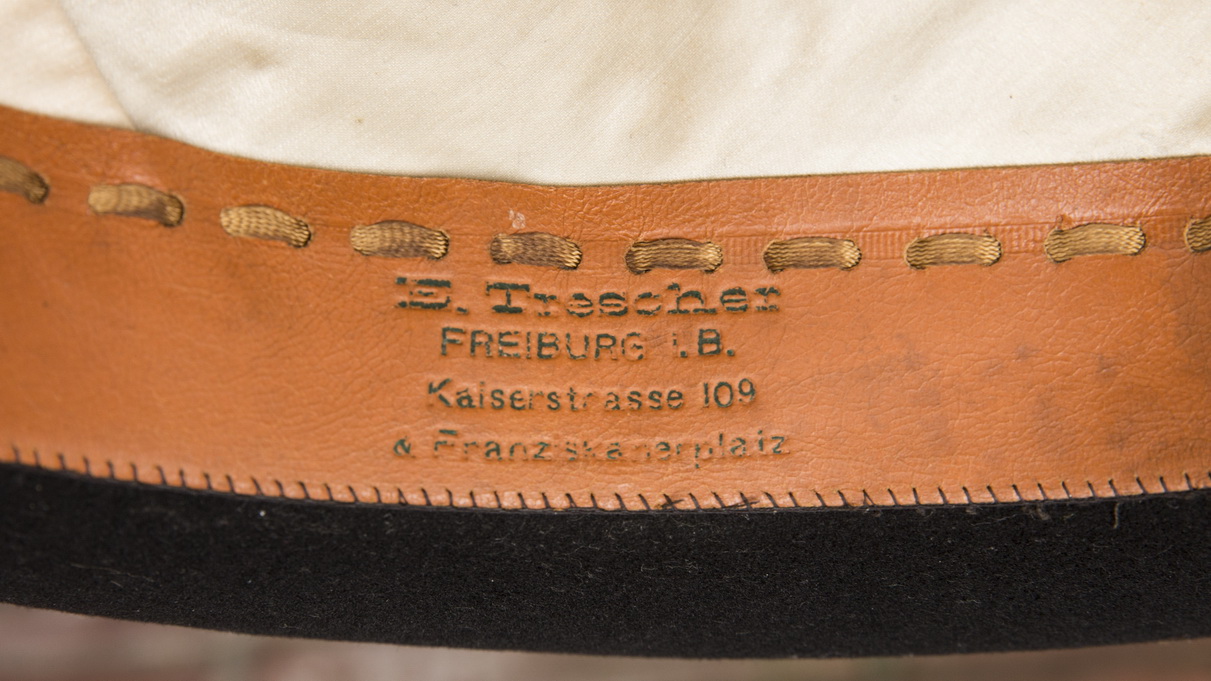 E. Trescher
FREIBURG i.B.
Kaiserstrasse 109
& Franziskanerplatz